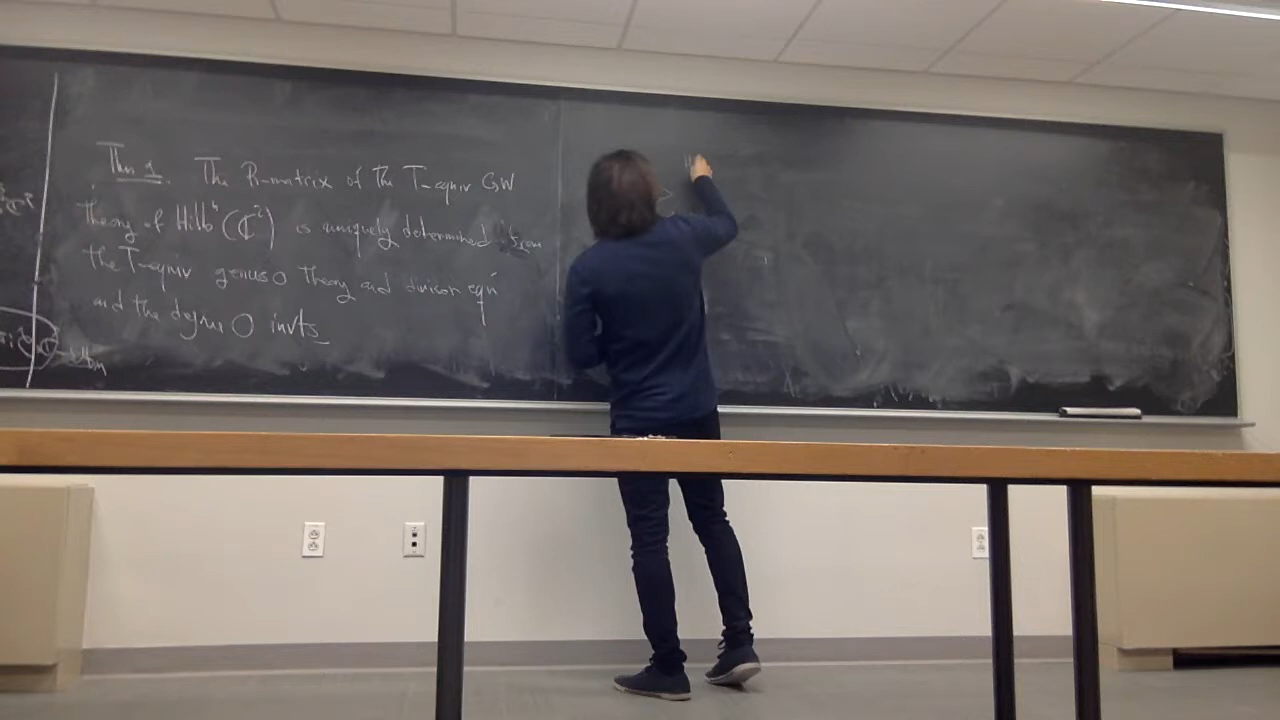 Thm 1. The R-matrix of the T-equiv GW
theory of Hilbⁿ(ℂ²) is uniquely determined from
the T-equiv genus 0 theory and divisor eqn
and the degree 0 invts